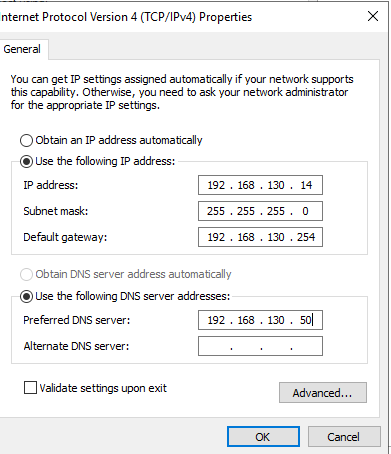 Internet Protocol Version 4 (TCP/IPv4) Properties
General
You can get IP settings assigned automatically if your network supports
this capability. Otherwise, you need to ask your network administrator
for the appropriate IP settings.
Obtain an IP address automatically
Use the following IP address:
IP address: 192 . 168 . 130 . 14
Subnet mask: 255 . 255 . 255 . 0
Default gateway: 192 . 168 . 130 . 254
Obtain DNS server address automatically
Use the following DNS server addresses:
Preferred DNS server: 192 . 168 . 130 . 50
Alternate DNS server: . . .
Validate settings upon exit
Advanced...
OK Cancel